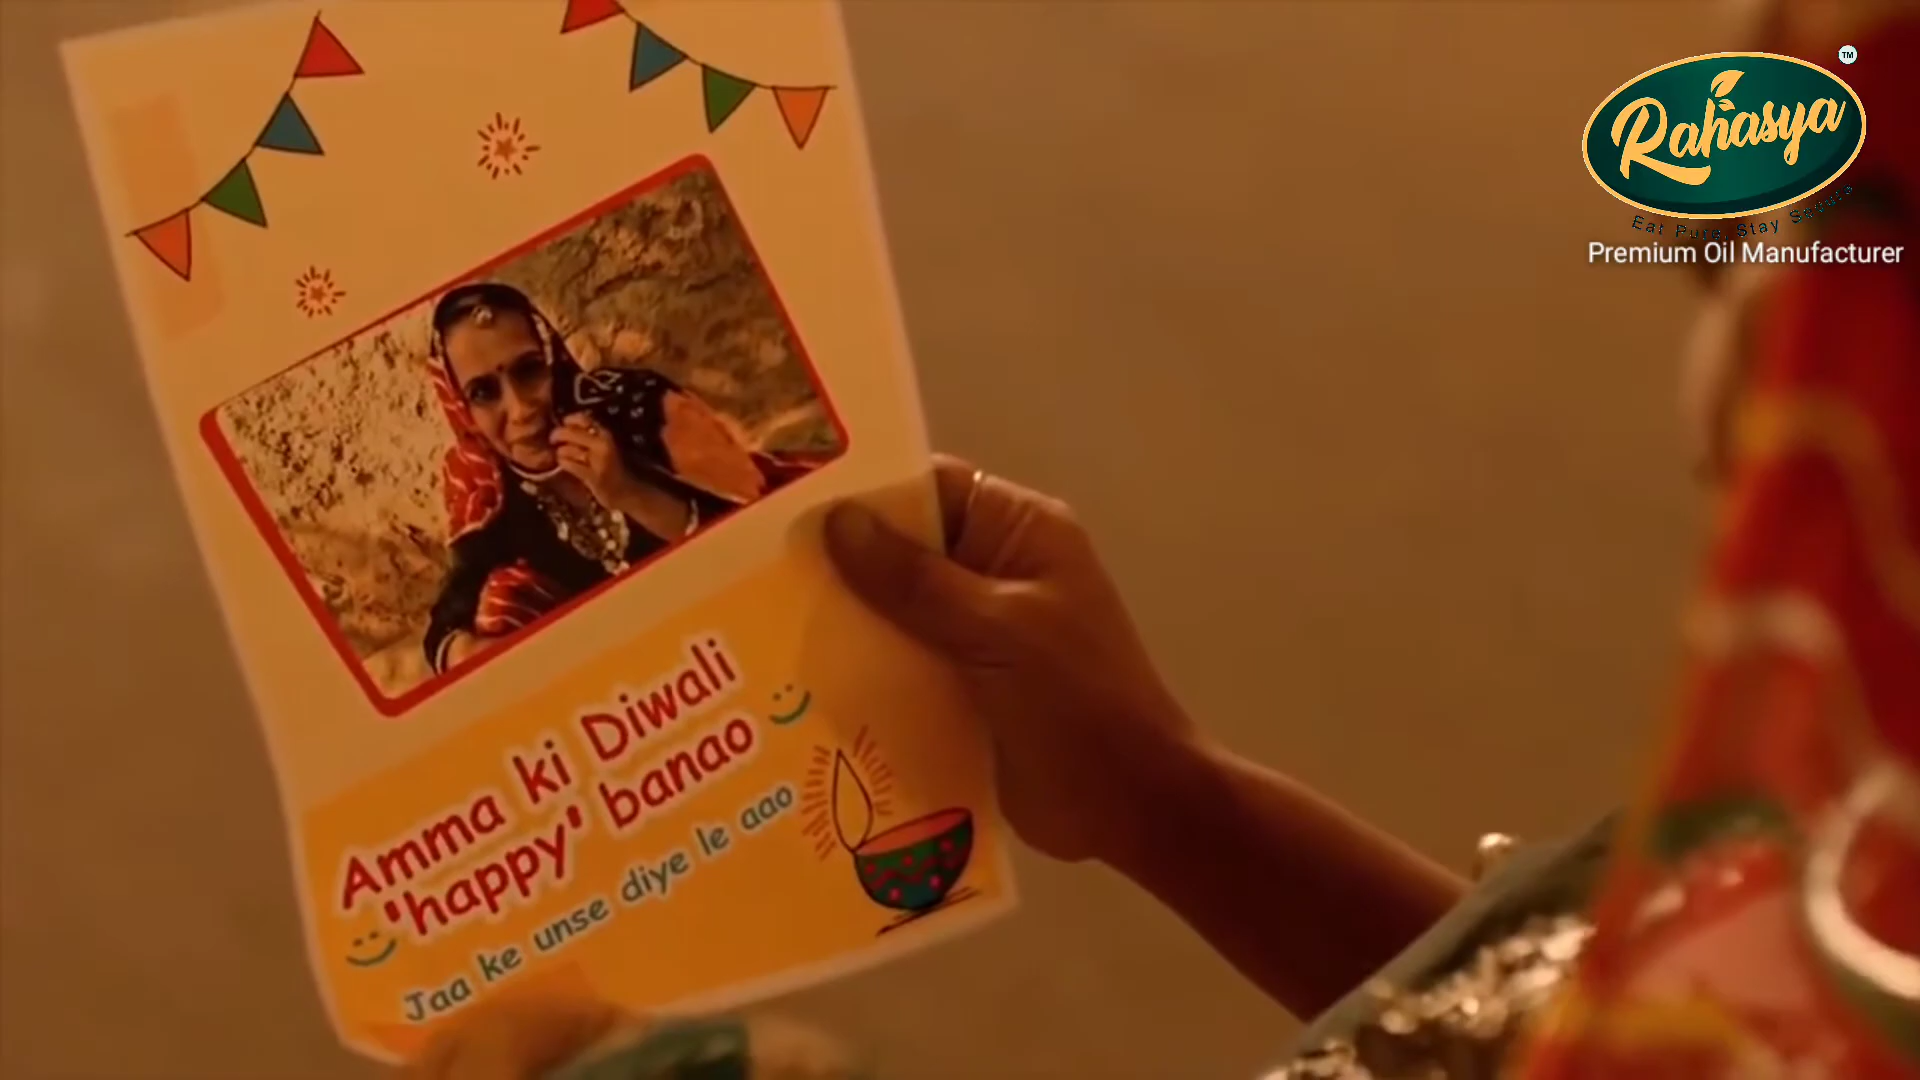 Rahasya
TM
Eat Pure, Stay Secure
Premium Oil Manufacturer
Amma ki Diwali
'happy' banao
Jaa ke unse diye le aao